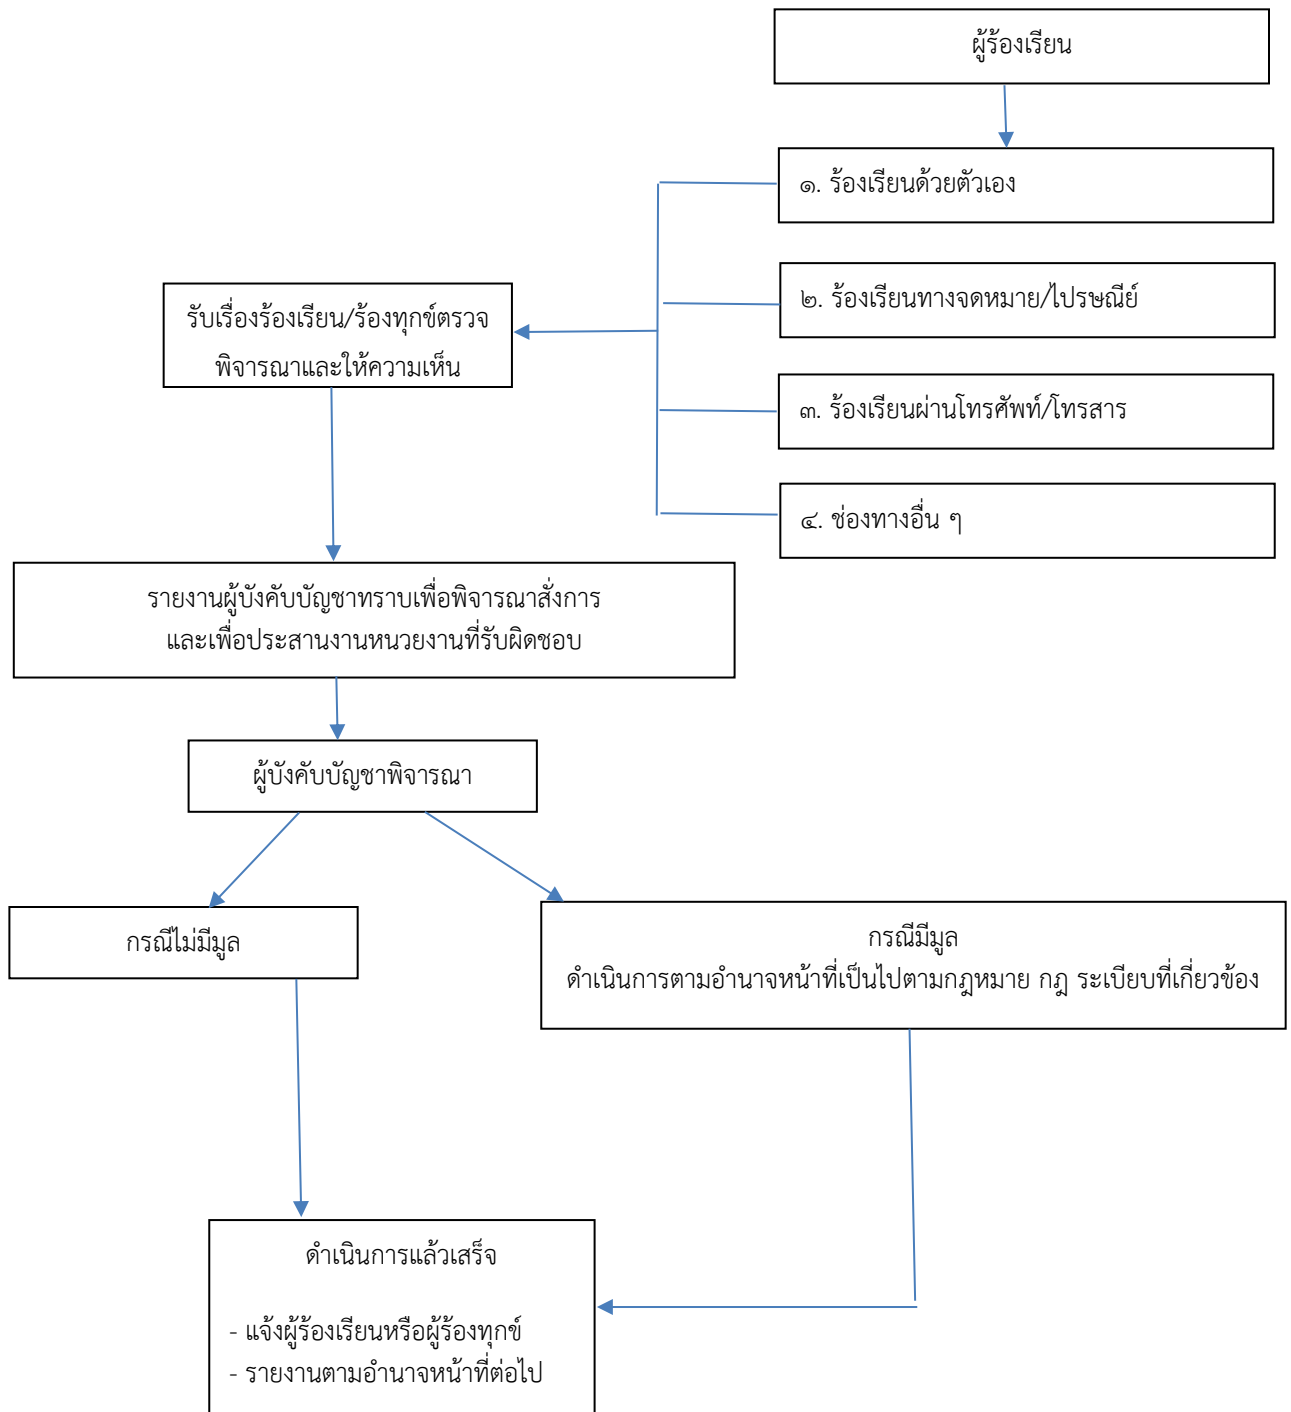 ผู้ร้องเรียน
๑. ร้องเรียนด้วยตัวเอง
๒. ร้องเรียนทางจดหมาย/ไปรษณีย์
๓. ร้องเรียนผ่านโทรศัพท์/โทรสาร
๔. ช่องทางอื่น ๆ
รับเรื่องร้องเรียน/ร้องทุกข์ตรวจ
พิจารณาและให้ความเห็น
รายงานผู้บังคับบัญชาทราบเพื่อพิจารณาสั่งการ
และเพื่อประสานงานหนวยงานที่รับผิดชอบ
ผู้บังคับบัญชาพิจารณา
กรณีไม่มีมูล
กรณีมีมูล
ดำเนินการตามอำนาจหน้าที่เป็นไปตามกฎหมาย กฎ ระเบียบที่เกี่ยวข้อง
ดำเนินการแล้วเสร็จ
- แจ้งผู้ร้องเรียนหรือผู้ร้องทุกข์
- รายงานตามอำนาจหน้าที่ต่อไป